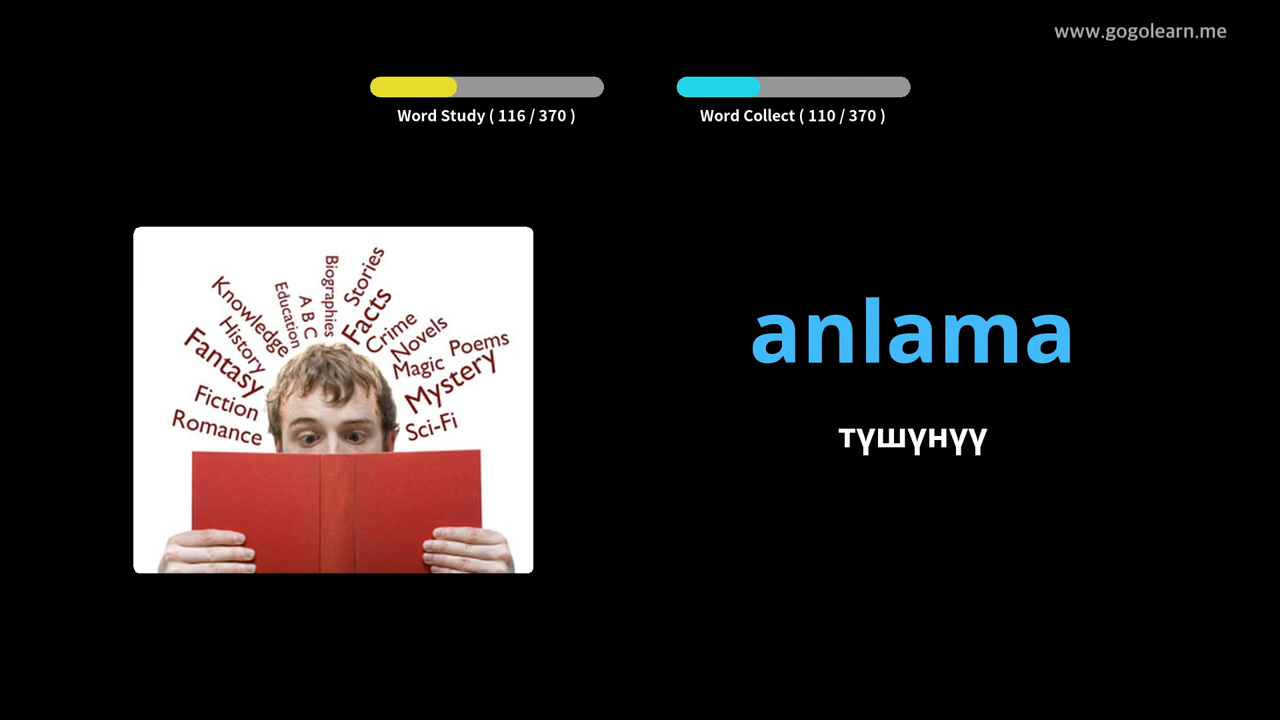 www.gogolearn.me
Word Study ( 116 / 370 )
Word Collect ( 110 / 370 )
Stories
Biographies
Facts
A B C
Education
Knowledge
Crime
History
Novels
Poems
Fantasy
Magic
Mystery
Fiction
Sci-Fi
Romance
anlama
түшүнүү